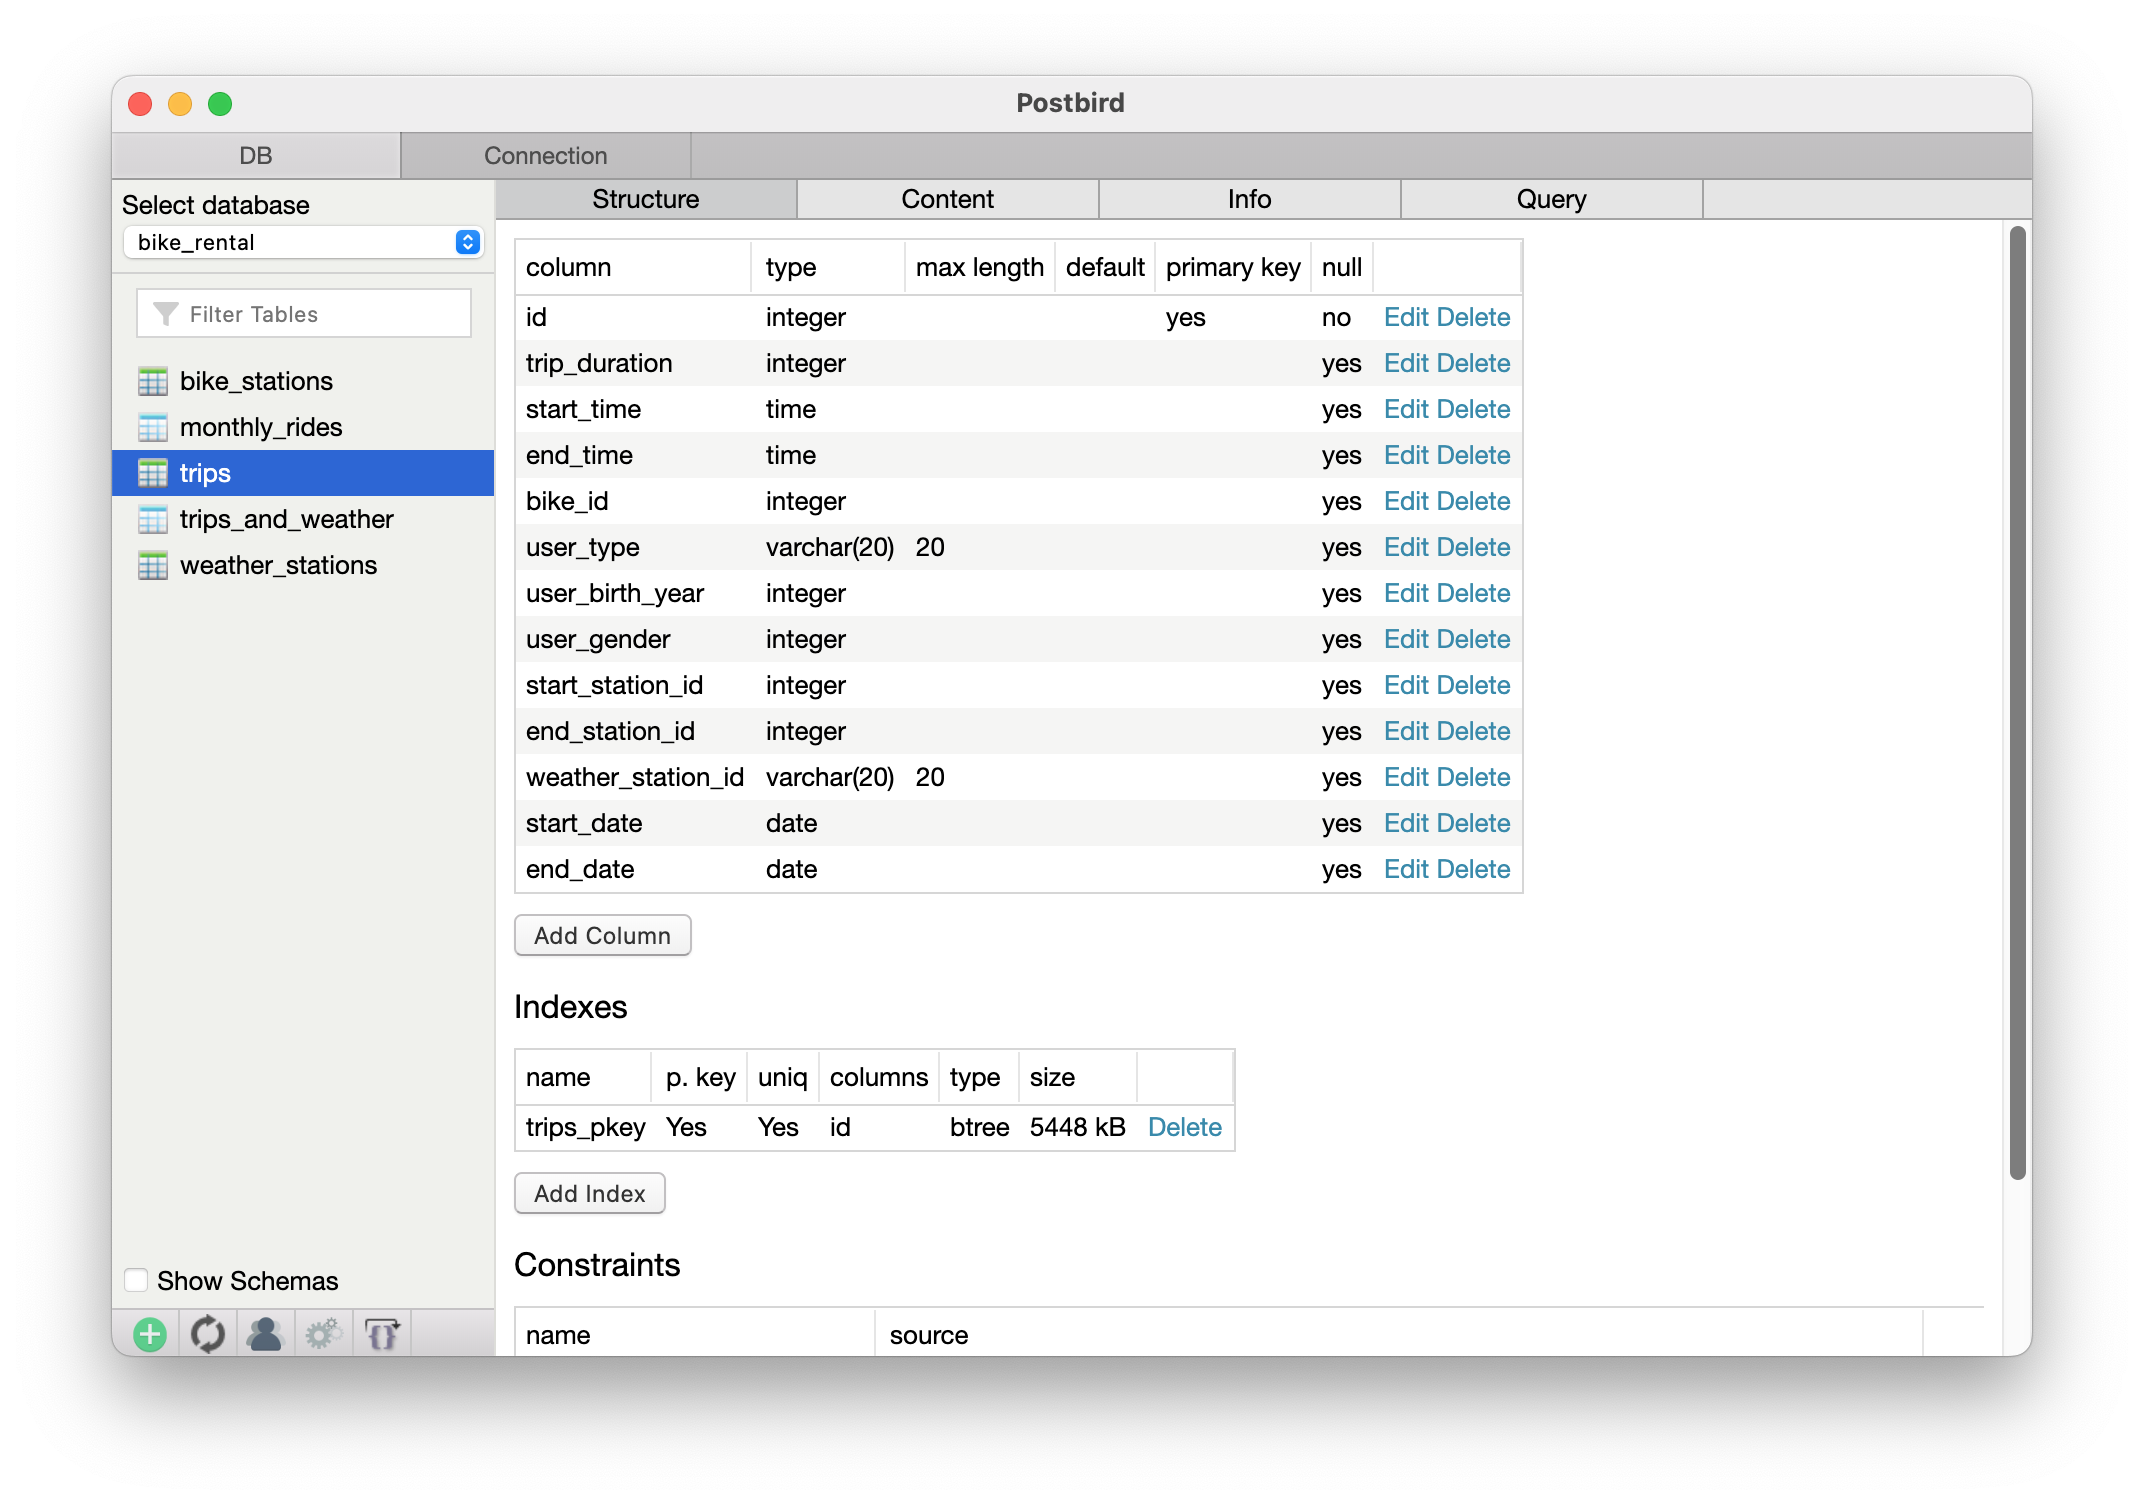 Postbird
DB Connection
Select database
bike_rental
Filter Tables
bike_stations
monthly_rides
trips
trips_and_weather
weather_stations
Show Schemas
Structure Content Info Query
column type max length default primary key null
id integer yes no Edit Delete
trip_duration integer yes Edit Delete
start_time time yes Edit Delete
end_time time yes Edit Delete
bike_id integer yes Edit Delete
user_type varchar(20) 20 yes Edit Delete
user_birth_year integer yes Edit Delete
user_gender integer yes Edit Delete
start_station_id integer yes Edit Delete
end_station_id integer yes Edit Delete
weather_station_id varchar(20) 20 yes Edit Delete
start_date date yes Edit Delete
end_date date yes Edit Delete
Add Column
Indexes
name p. key uniq columns type size
trips_pkey Yes Yes id btree 5448 kB Delete
Add Index
Constraints
name source